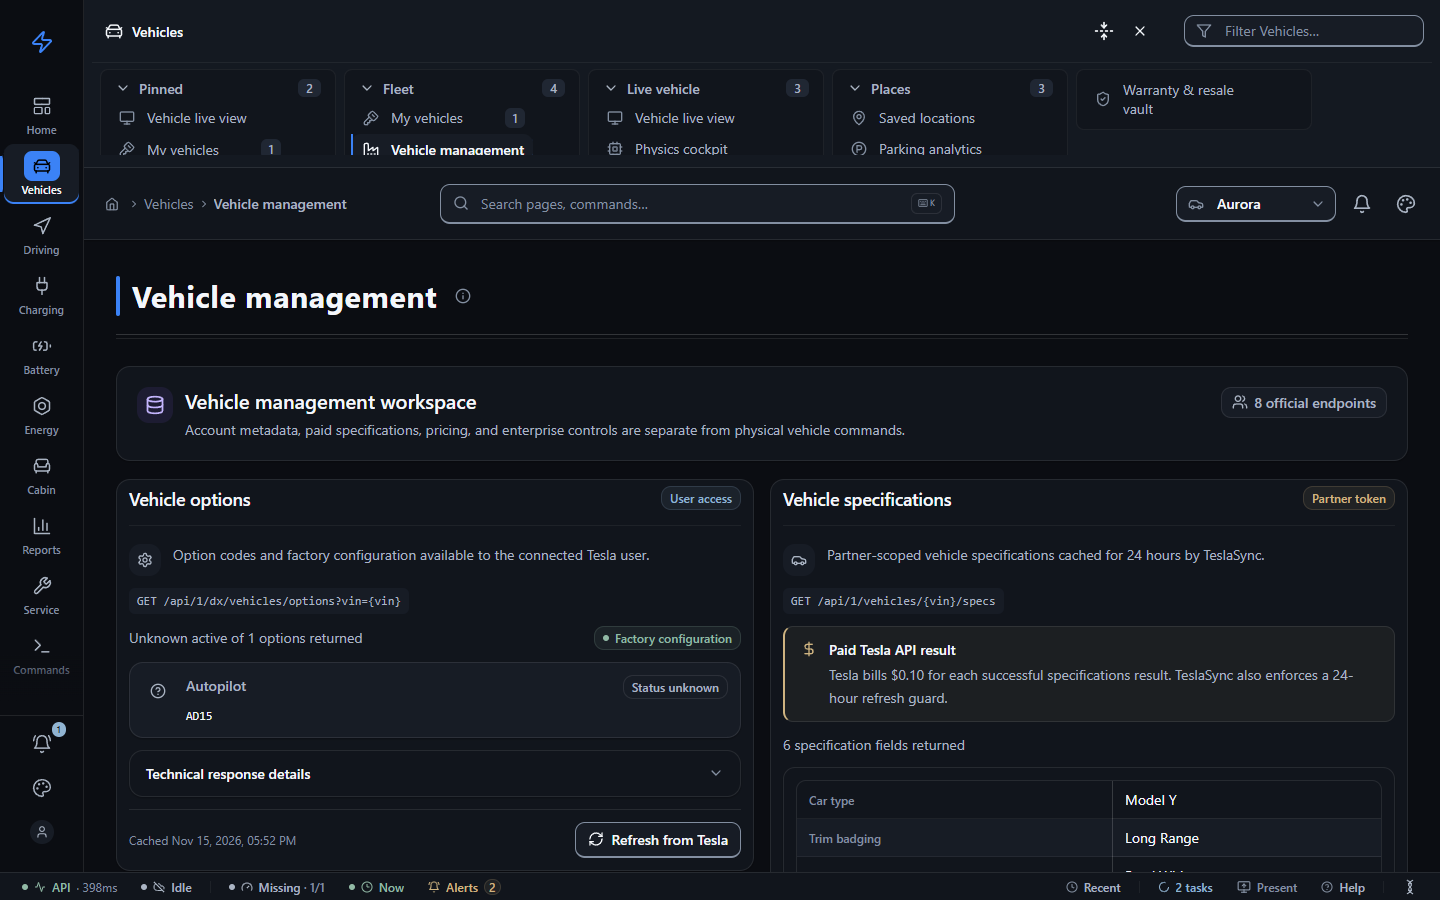 Vehicles
Filter Vehicles...
Pinned 2
Vehicle live view
My vehicles 1
Fleet 4
My vehicles 1
Vehicle management
Live vehicle 3
Vehicle live view
Physics cockpit
Places 3
Saved locations
Parking analytics
Warranty & resale
vault
Home
Vehicles
Driving
Charging
Battery
Energy
Cabin
Reports
Service
Commands
1
Vehicles
Vehicle management
Search pages, commands...
K
Aurora
Vehicle management
Vehicle management workspace
Account metadata, paid specifications, pricing, and enterprise controls are separate from physical vehicle commands.
8 official endpoints
Vehicle options
User access
Option codes and factory configuration available to the connected Tesla user.
GET /api/1/dx/vehicles/options?vin={vin}
Unknown active of 1 options returned
Factory configuration
Autopilot
Status unknown
AD15
Technical response details
Cached Nov 15, 2026, 05:52 PM
Refresh from Tesla
Vehicle specifications
Partner token
Partner-scoped vehicle specifications cached for 24 hours by TeslaSync.
GET /api/1/vehicles/{vin}/specs
Paid Tesla API result
Tesla bills $0.10 for each successful specifications result. TeslaSync also enforces a 24-
hour refresh guard.
6 specification fields returned
Car type Model Y
Trim badging Long Range
API · 398ms
Idle
Missing · 1/1
Now
Alerts 2
Recent
2 tasks
Present
Help